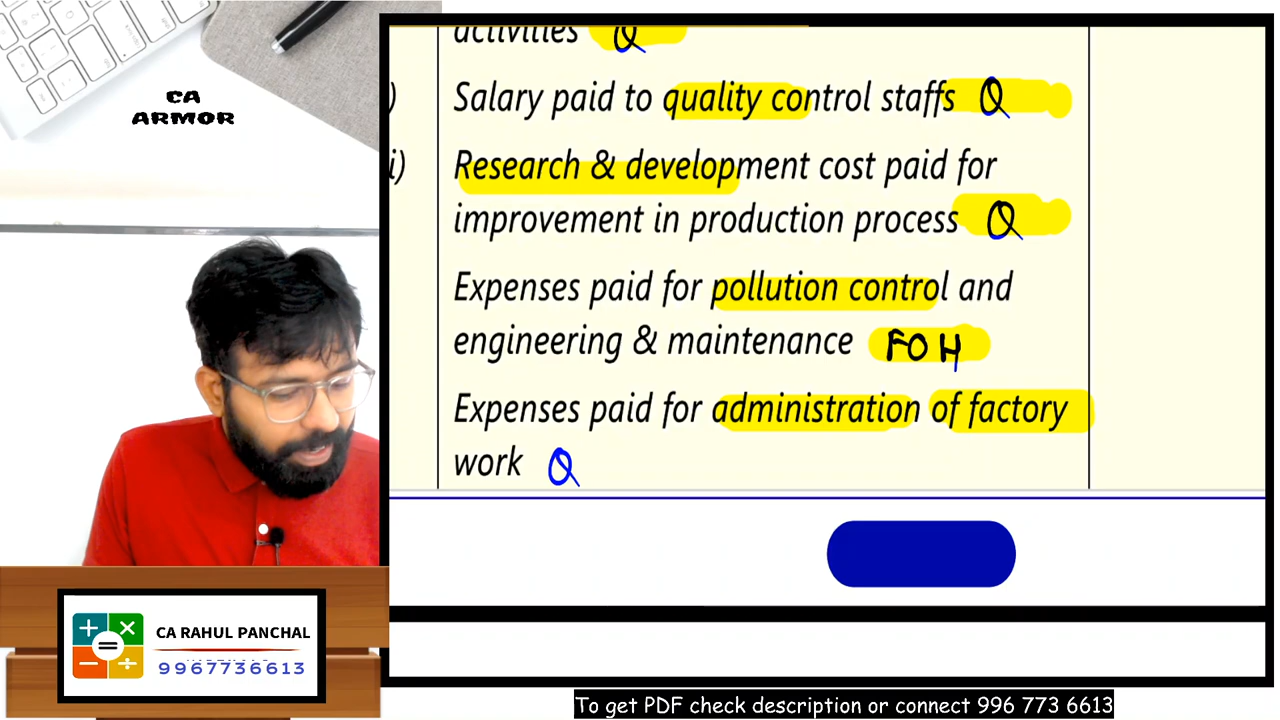 CA
ARMOR
activities Q
) Salary paid to quality control staffs Q
i) Research & development cost paid for
improvement in production process Q
Expenses paid for pollution control and
engineering & maintenance FOH
Expenses paid for administration of factory
work Q
CA RAHUL PANCHAL
9967736613
To get PDF check description or connect 996 773 6613